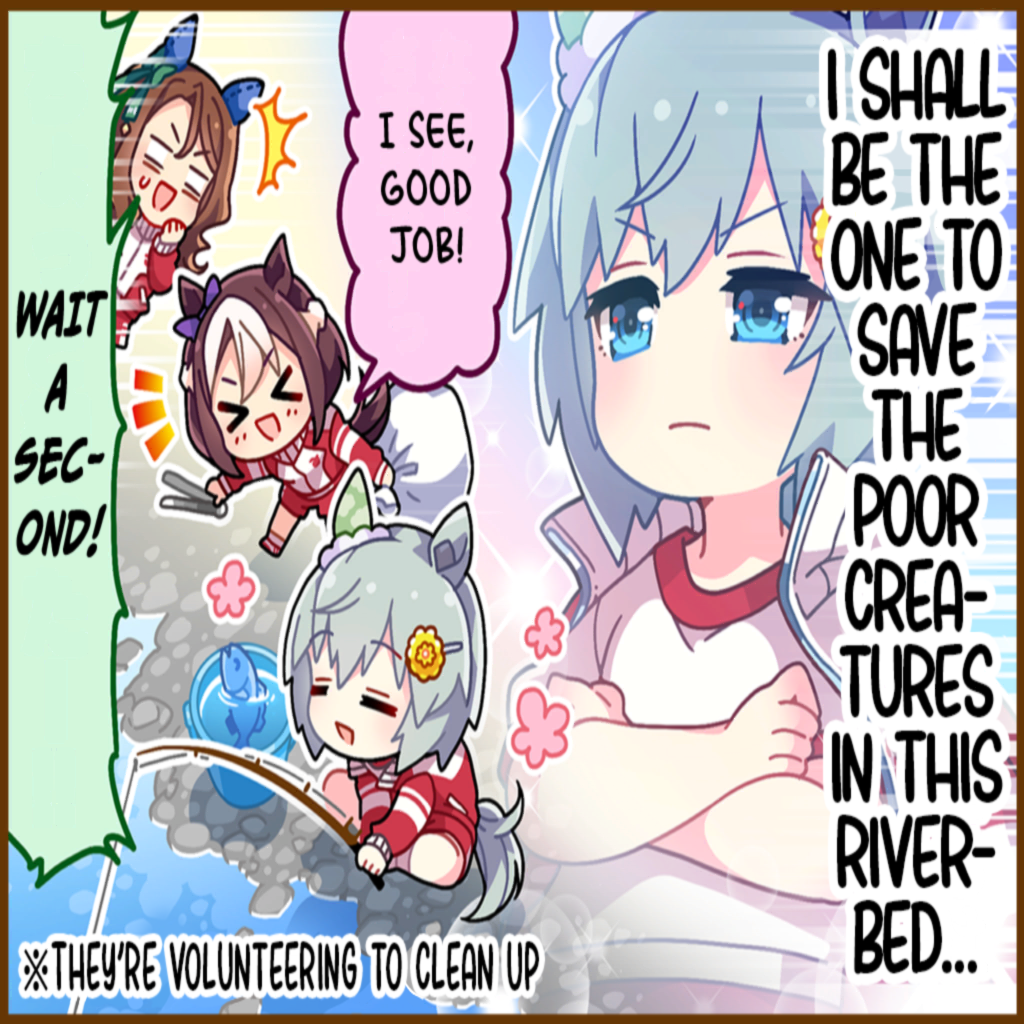 I SHALL
BE THE
ONE TO
SAVE
THE
POOR
CREA-
TURES
IN THIS
RIVER-
BED...
I SEE,
GOOD
JOB!
WAIT
A
SEC-
OND!
※THEY'RE VOLUNTEERING TO CLEAN UP